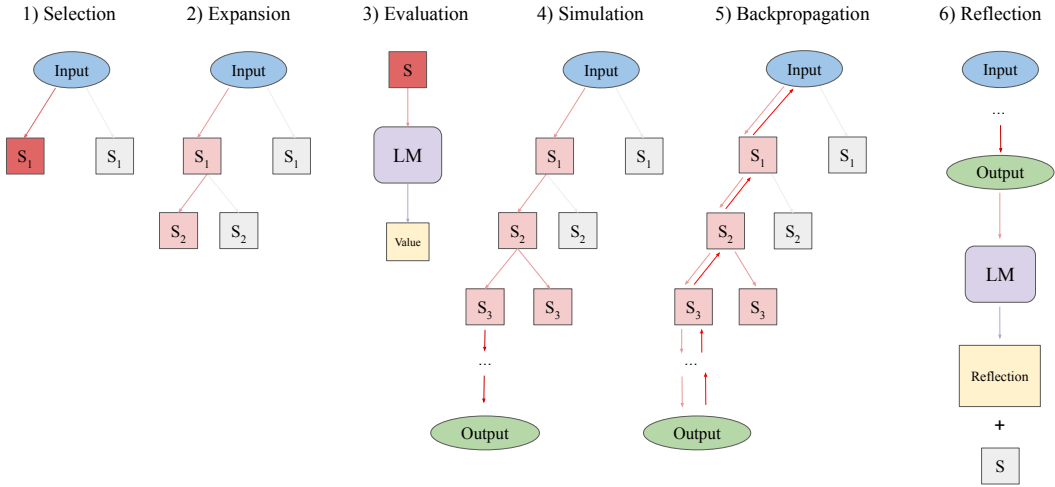 1) Selection
2) Expansion
3) Evaluation
4) Simulation
5) Backpropagation
6) Reflection
Input
S1
S1
Input
S1
S1
S2
S2
S
LM
Value
Input
S1
S1
S2
S2
S3
S3
...
Output
Input
S1
S1
S2
S2
S3
S3
...
Output
Input
...
Output
LM
Reflection
+
S